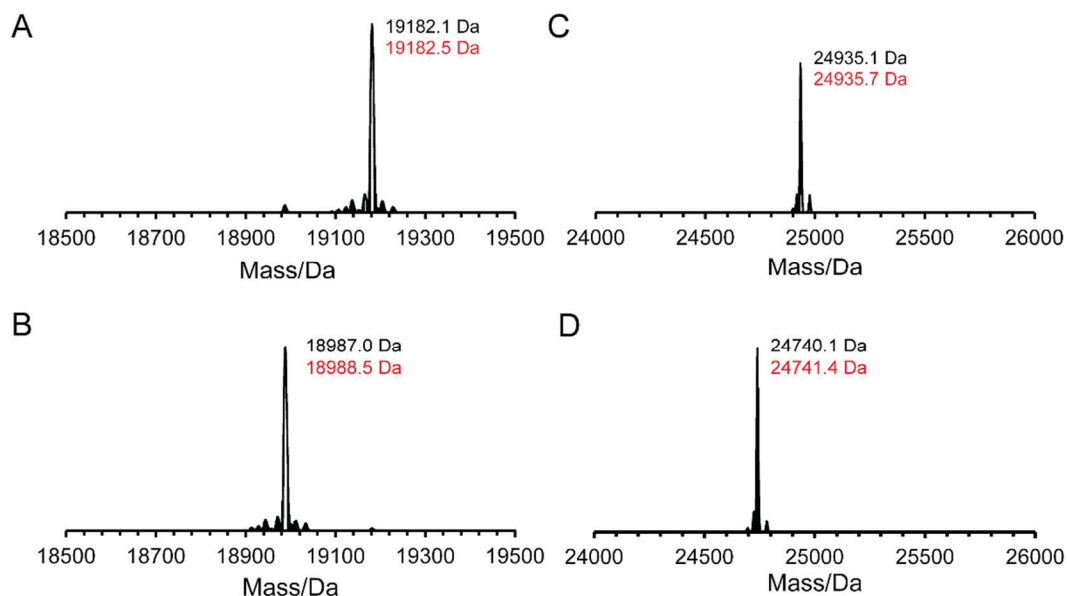 A
19182.1 Da
19182.5 Da
18500 18700 18900 19100 19300 19500
Mass/Da
B
18987.0 Da
18988.5 Da
18500 18700 18900 19100 19300 19500
Mass/Da
C
24935.1 Da
24935.7 Da
24000 24500 25000 25500 26000
Mass/Da
D
24740.1 Da
24741.4 Da
24000 24500 25000 25500 26000
Mass/Da